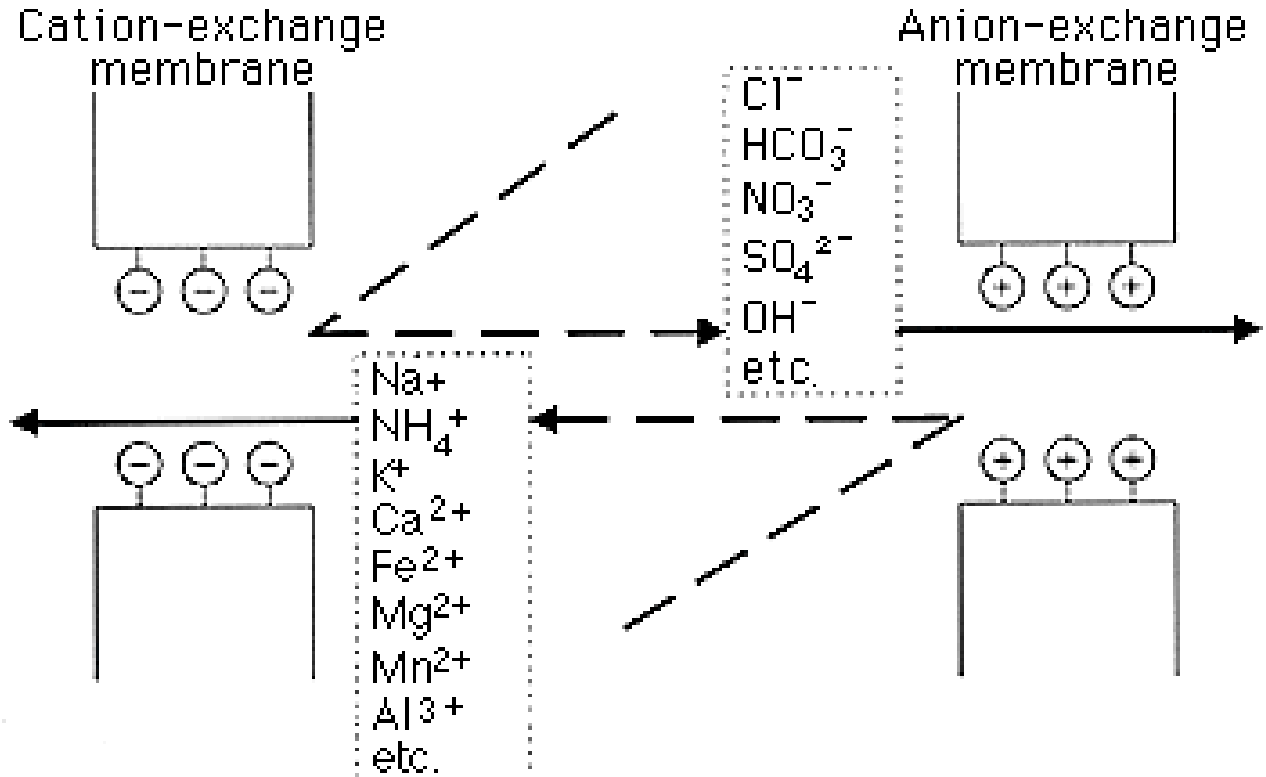 Cation-exchange
membrane
Anion-exchange
membrane
Cl⁻
HCO₃⁻
NO₃⁻
SO₄²⁻
OH⁻
etc.
− − −
+ + +
Na+
NH₄⁺
K⁺
Ca²⁺
Fe²⁺
Mg²⁺
Mn²⁺
Al³⁺
etc.
− − −
+ + +